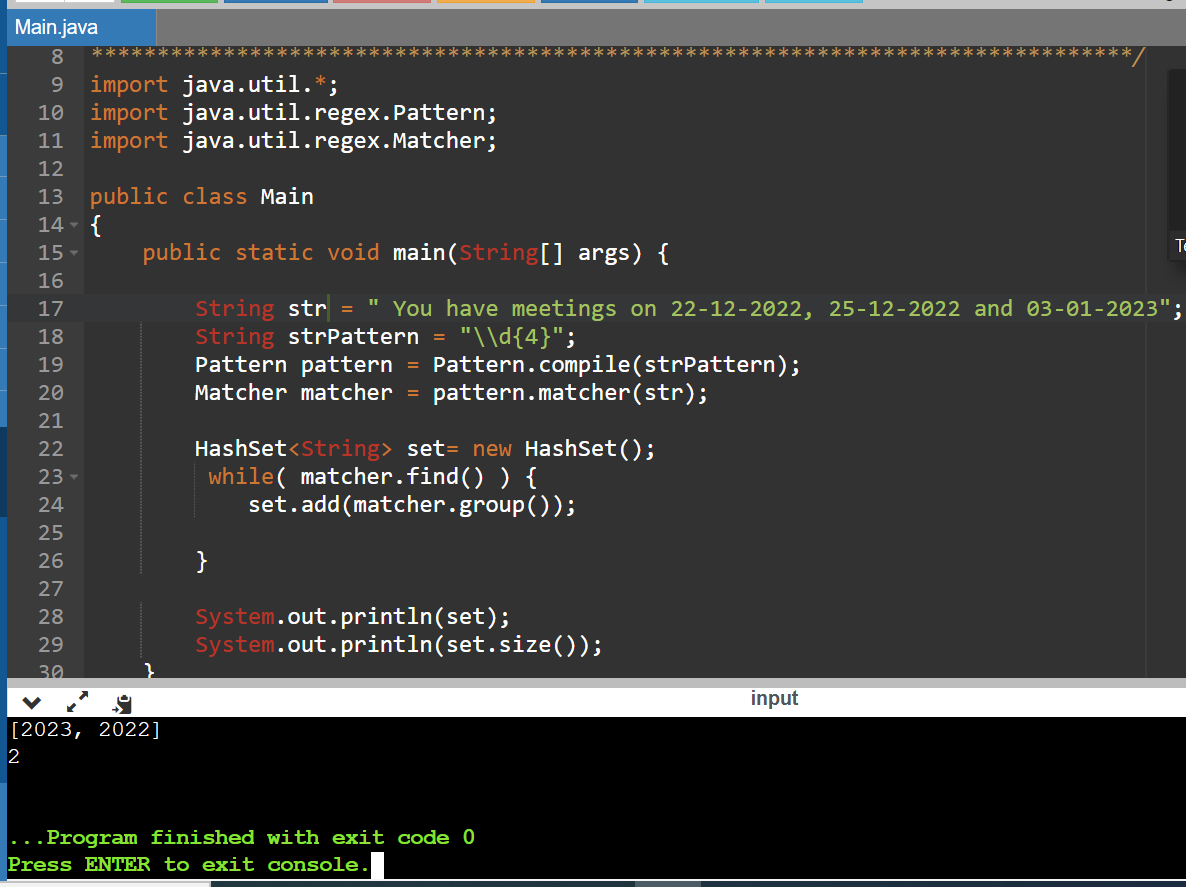 Main.java
8 ********************************************************************************/
9 import java.util.*;
10 import java.util.regex.Pattern;
11 import java.util.regex.Matcher;
12
13 public class Main
14 {
15     public static void main(String[] args) {
16
17         String str = " You have meetings on 22-12-2022, 25-12-2022 and 03-01-2023";
18         String strPattern = "\\d{4}";
19         Pattern pattern = Pattern.compile(strPattern);
20         Matcher matcher = pattern.matcher(str);
21
22         HashSet<String> set= new HashSet();
23          while( matcher.find() ) {
24             set.add(matcher.group());
25
26         }
27
28         System.out.println(set);
29         System.out.println(set.size());
30     }
input
[2023, 2022]
2
...Program finished with exit code 0
Press ENTER to exit console.